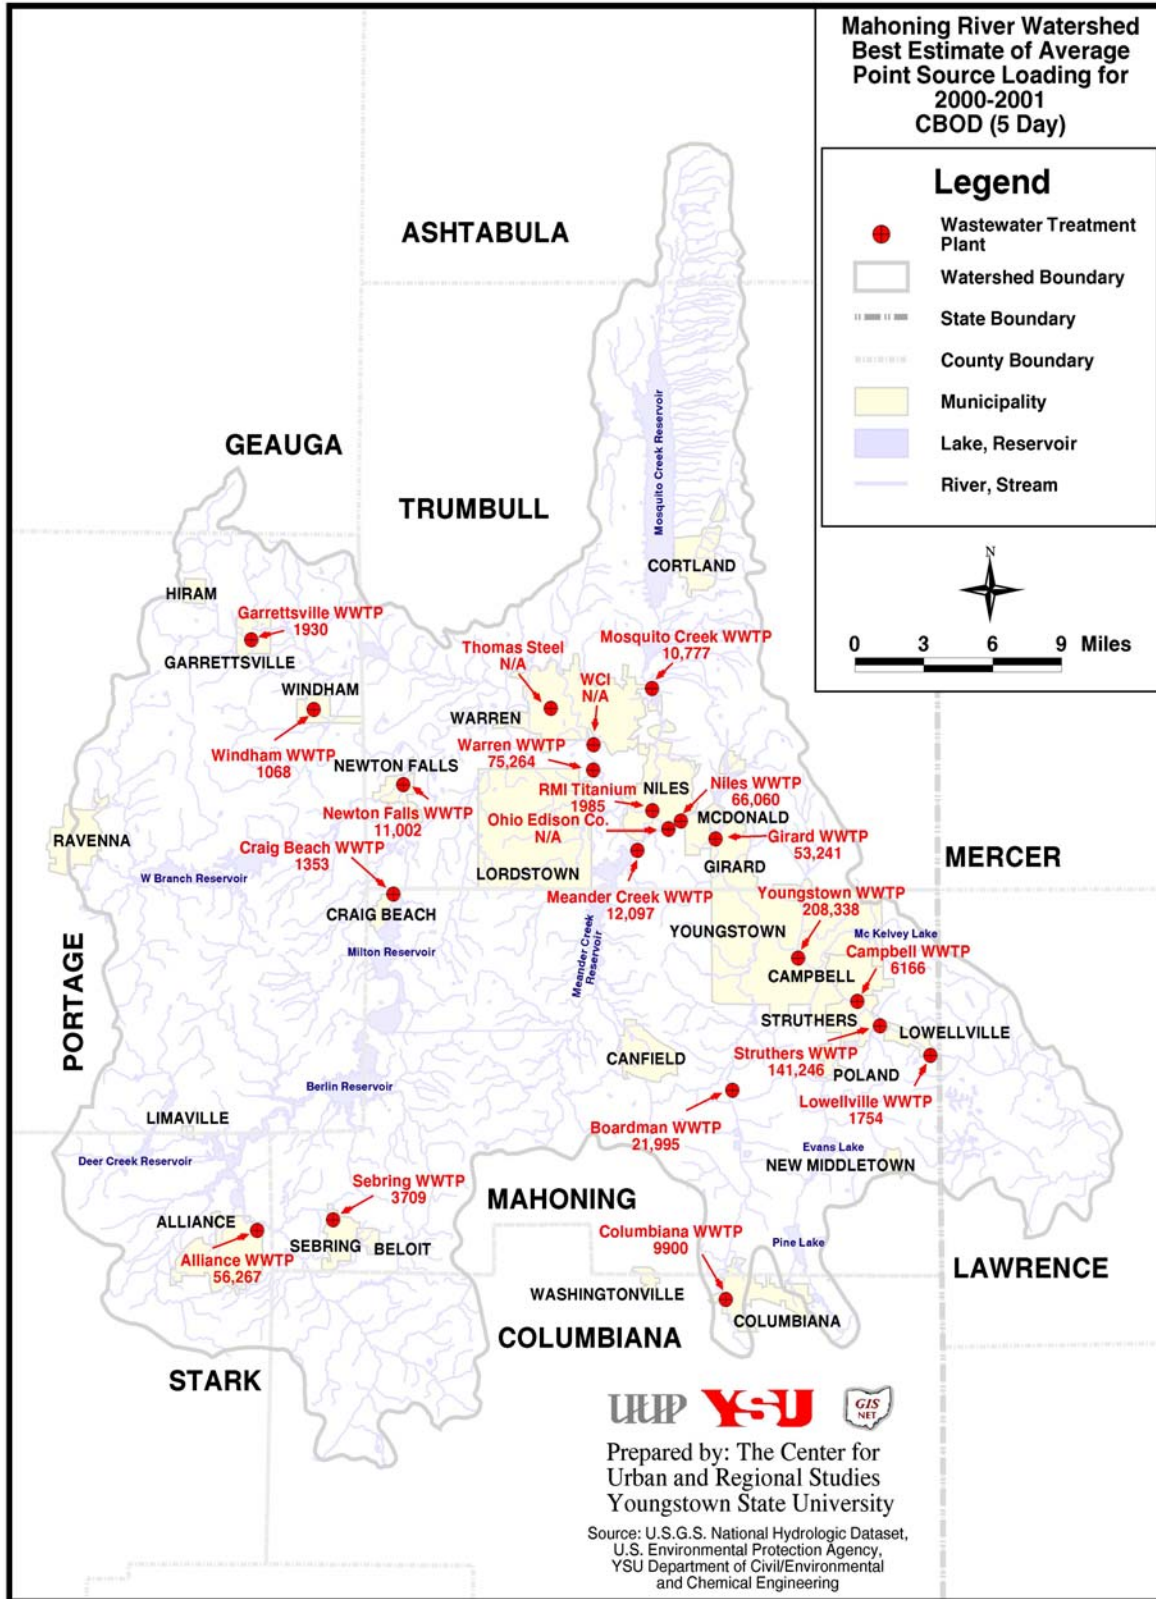 Mahoning River Watershed
Best Estimate of Average
Point Source Loading for
2000-2001
CBOD (5 Day)
Legend
Wastewater Treatment
Plant
Watershed Boundary
State Boundary
County Boundary
Municipality
Lake, Reservoir
River, Stream
N
0 3 6 9 Miles
ASHTABULA
GEAUGA
TRUMBULL
Mosquito Creek Reservoir
CORTLAND
HIRAM
Garrettsville WWTP
1930
GARRETTSVILLE
Thomas Steel
N/A
Mosquito Creek WWTP
10,777
WCI
N/A
WINDHAM
WARREN
Windham WWTP
1068
Warren WWTP
75,264
NEWTON FALLS
Newton Falls WWTP
11,002
RMI Titanium
1985
NILES
Niles WWTP
66,060
Ohio Edison Co.
N/A
MCDONALD
Girard WWTP
53,241
GIRARD
RAVENNA
Craig Beach WWTP
1353
W Branch Reservoir
LORDSTOWN
MERCER
CRAIG BEACH
Meander Creek WWTP
12,097
Youngstown WWTP
208,338
YOUNGSTOWN
Mc Kelvey Lake
Milton Reservoir
Meander Creek
Reservoir
Campbell WWTP
6166
CAMPBELL
PORTAGE
STRUTHERS
LOWELLVILLE
CANFIELD
Struthers WWTP
141,246
POLAND
Lowellville WWTP
1754
Berlin Reservoir
LIMAVILLE
Boardman WWTP
21,995
Evans Lake
NEW MIDDLETOWN
Deer Creek Reservoir
Sebring WWTP
3709
MAHONING
ALLIANCE
SEBRING
BELOIT
Alliance WWTP
56,267
Columbiana WWTP
9900
Pine Lake
LAWRENCE
WASHINGTONVILLE
COLUMBIANA
COLUMBIANA
STARK
UUP YSU GIS
NET
Prepared by: The Center for
Urban and Regional Studies
Youngstown State University
Source: U.S.G.S. National Hydrologic Dataset,
U.S. Environmental Protection Agency,
YSU Department of Civil/Environmental
and Chemical Engineering